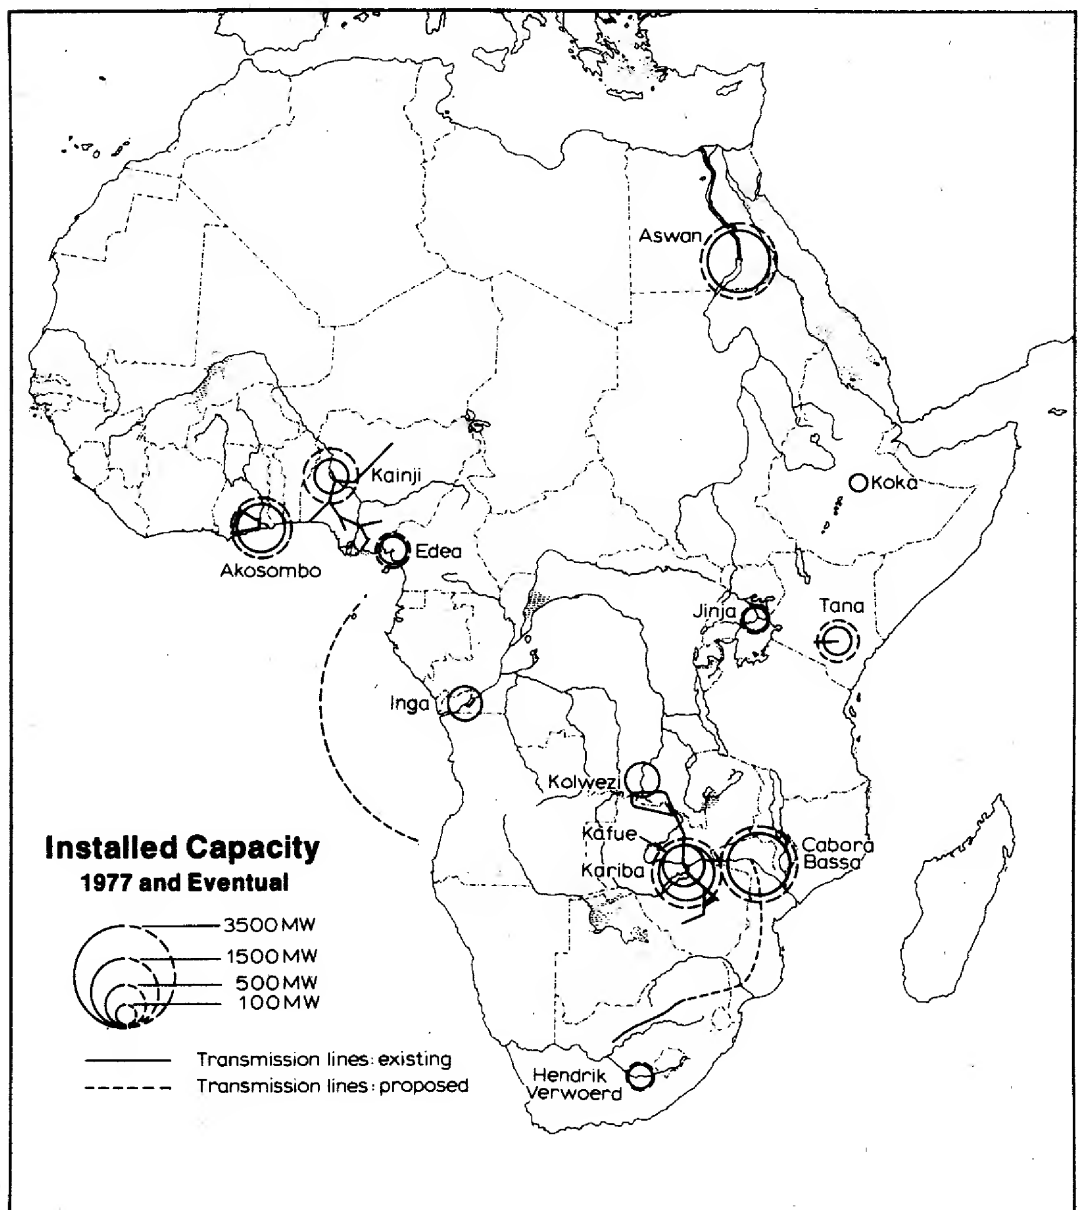 Aswan
Kainji
Koka
Akosombo
Edea
Jinja
Tana
Inga
Kolwezi
Kafue
Kariba
Cabora
Bassa
Installed Capacity
1977 and Eventual
3500 MW
1500 MW
500 MW
100 MW
Transmission lines: existing
Transmission lines: proposed
Hendrik
Verwoerd